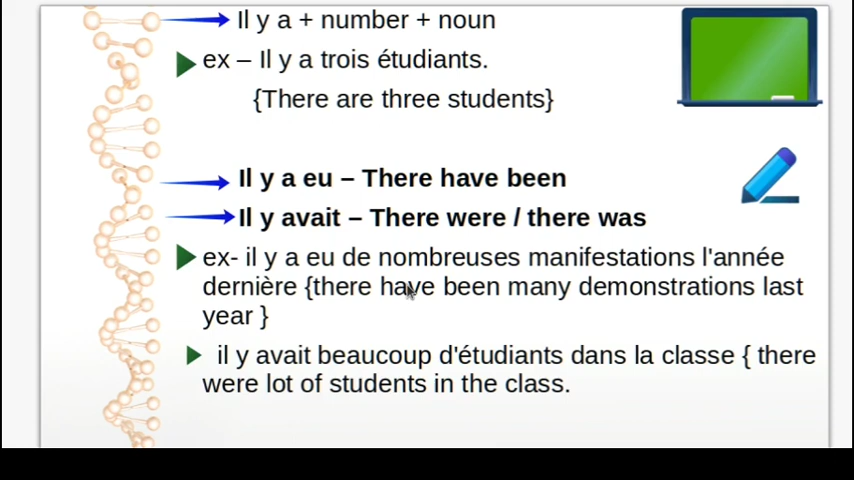 Il y a + number + noun
ex – Il y a trois étudiants.
{There are three students}
Il y a eu – There have been
Il y avait – There were / there was
ex- il y a eu de nombreuses manifestations l'année
dernière {there have been many demonstrations last
year }
il y avait beaucoup d'étudiants dans la classe { there
were lot of students in the class.